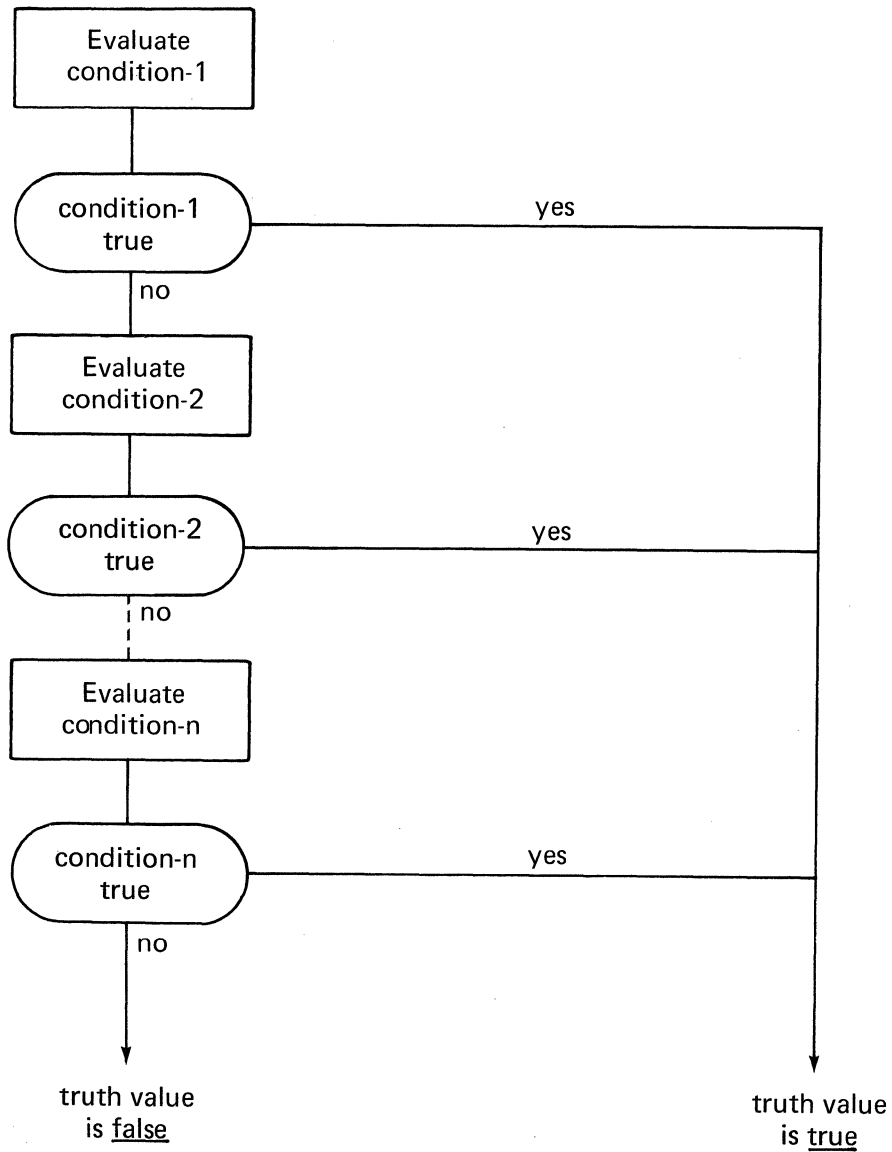 Evaluate
condition-1
condition-1
true
yes
no
Evaluate
condition-2
condition-2
true
yes
no
Evaluate
condition-n
condition-n
true
yes
no
truth value
is false
truth value
is true